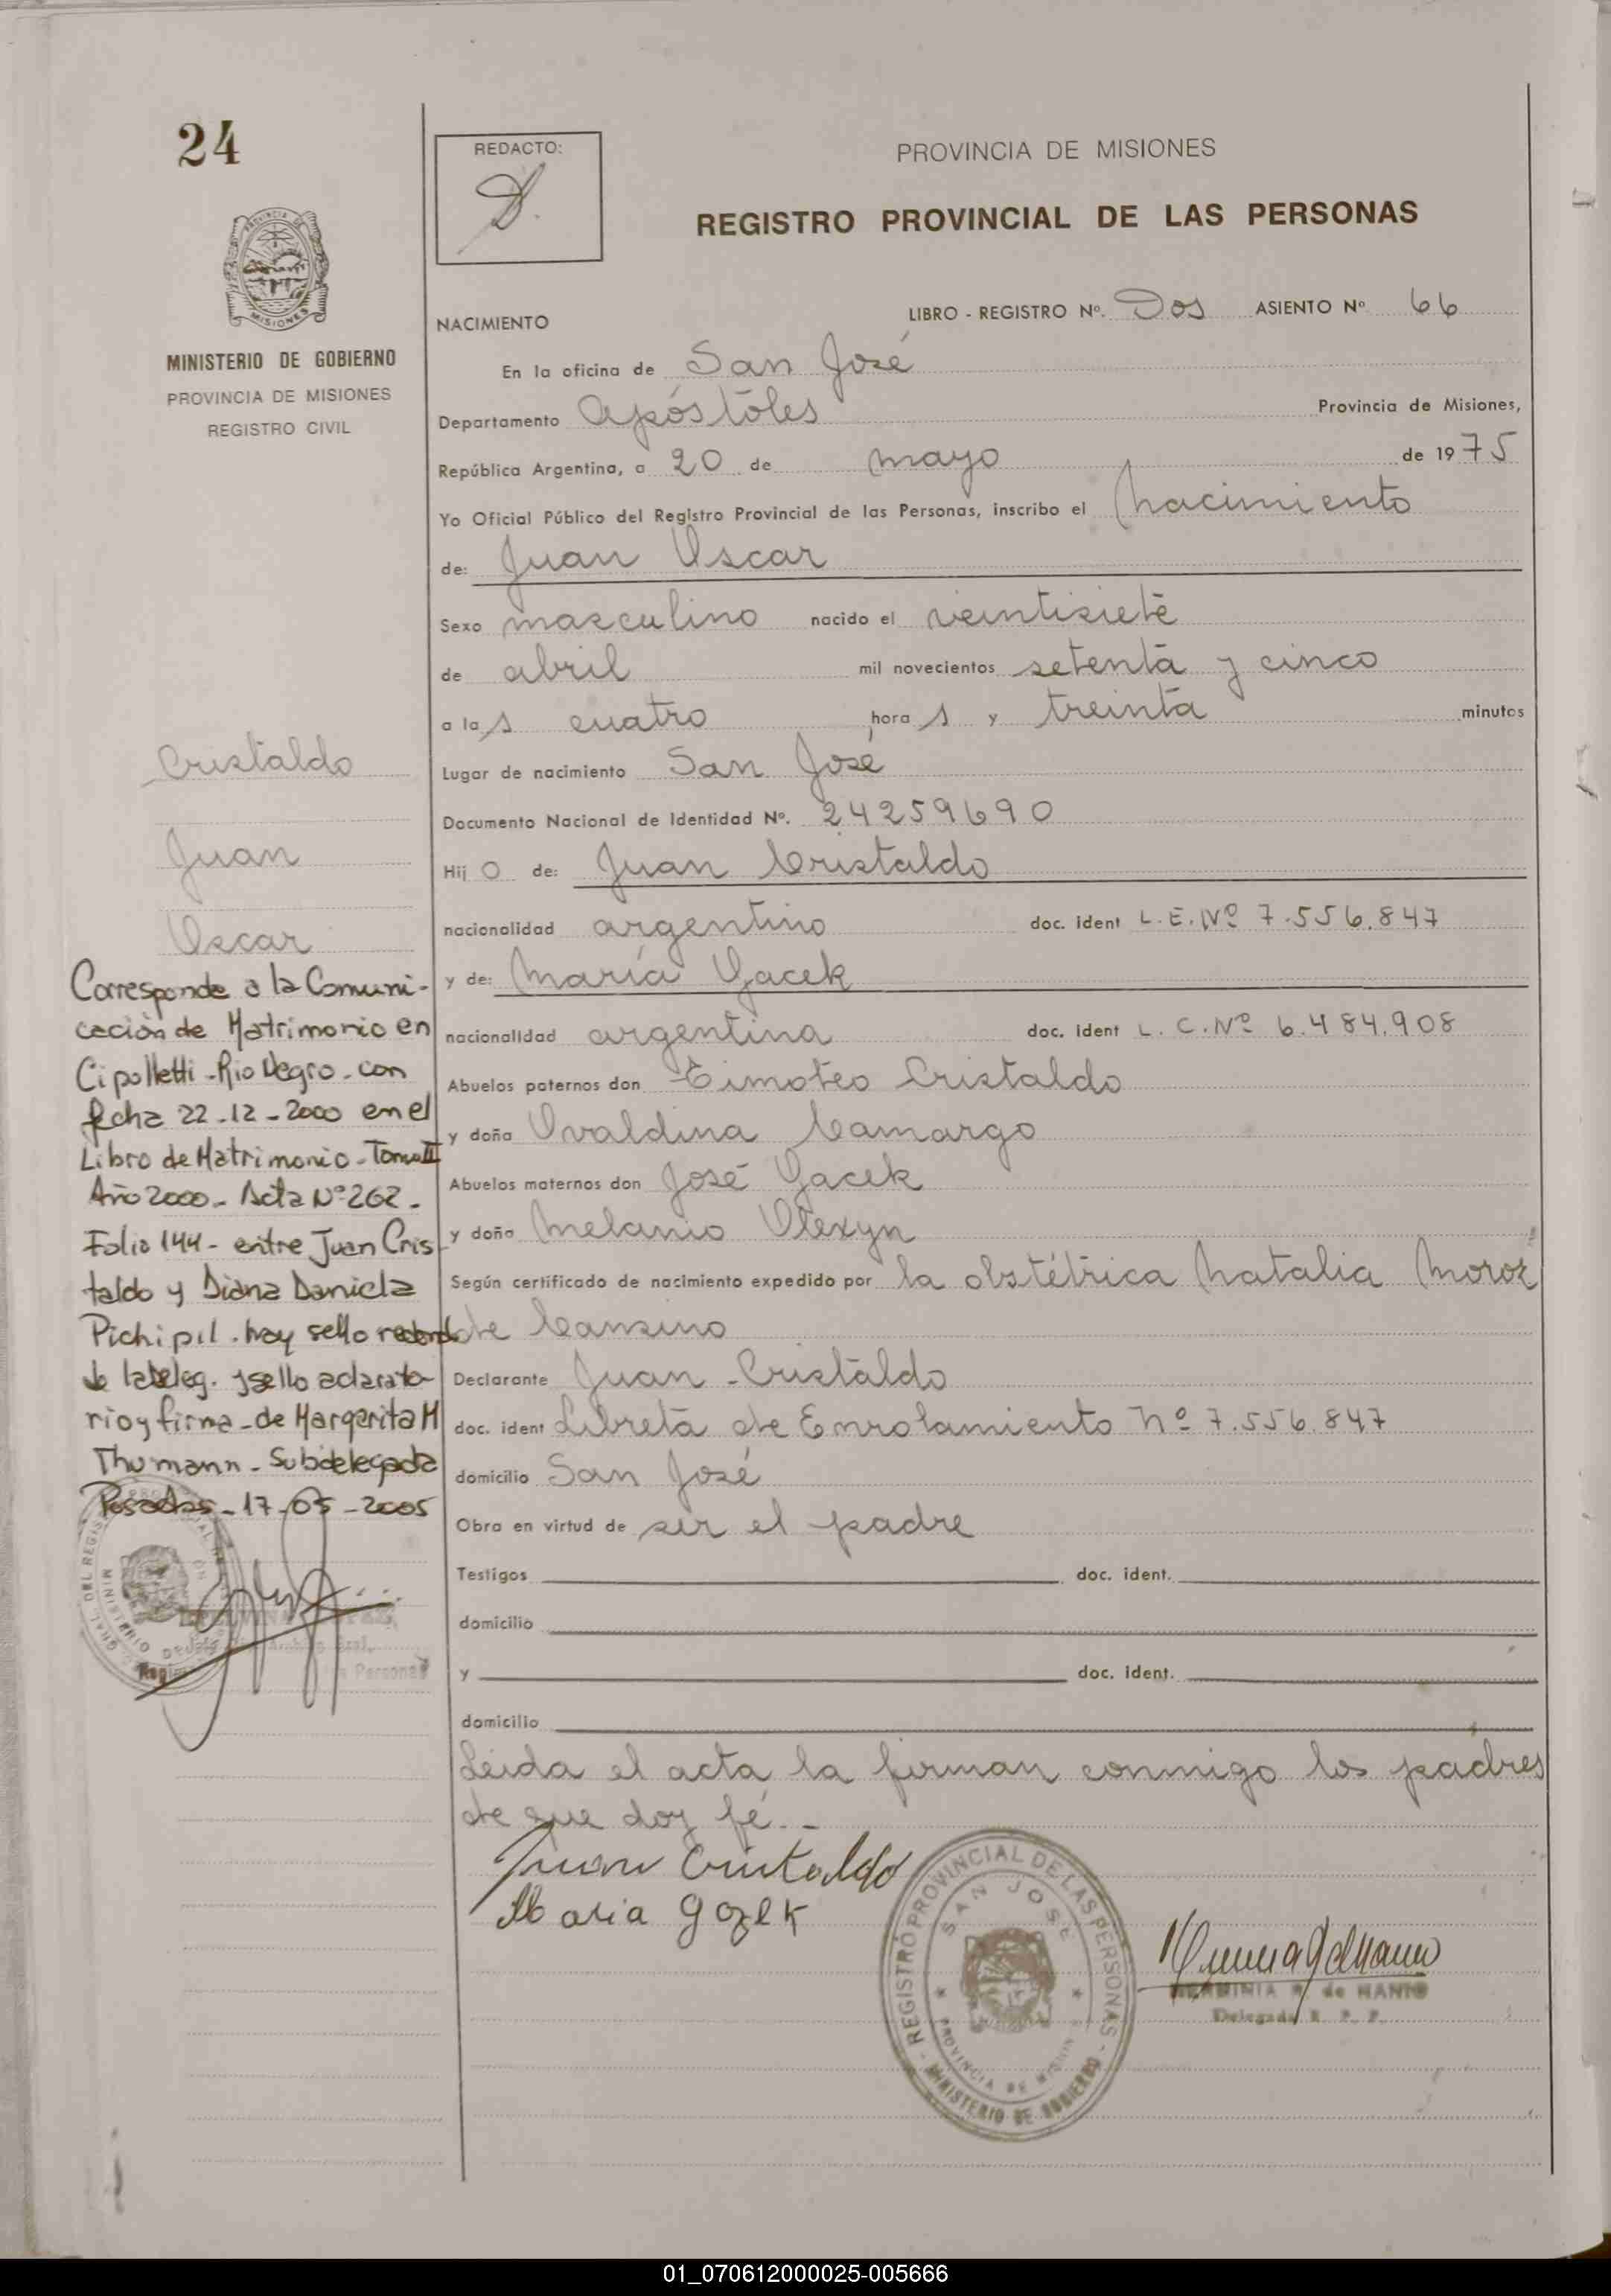 24
MINISTERIO DE GOBIERNO
PROVINCIA DE MISIONES
REGISTRO CIVIL
Cristaldo
Juan
Oscar
Corresponde a la Comuni-
cación de Matrimonio en
Cipolletti - Rio Negro - con
fecha 22-12-2000 en el
Libro de Matrimonio - Tomo II
Año 2000 - Acta Nº 262 -
Folio 144 - entre Juan Cris
taldo y Diana Daniela
Pichipil . hay sello redondo
de la deleg. y sello aclarato-
rio y firma - de Margarita M
Thumann - Subdelegada
Posadas - 17-05-2005
REDACTO:
PROVINCIA DE MISIONES
REGISTRO PROVINCIAL DE LAS PERSONAS
NACIMIENTO LIBRO - REGISTRO Nº. Dos ASIENTO Nº 66
En la oficina de San José
Departamento Apóstoles Provincia de Misiones,
República Argentina, a 20 de mayo de 1975
Yo Oficial Público del Registro Provincial de las Personas, inscribo el nacimiento
de: Juan Oscar
Sexo masculino nacido el veintisiete
de abril mil novecientos setenta y cinco
a las cuatro horas y treinta minutos
Lugar de nacimiento San José
Documento Nacional de Identidad Nº. 24259690
Hijo de: Juan Cristaldo
nacionalidad argentino doc. ident L.E. Nº 7.556.847
y de: María Gacek
nacionalidad argentina doc. ident L.C. Nº 6.484.908
Abuelos paternos don Timoteo Cristaldo
y doña Ovaldina Camargo
Abuelos maternos don José Gacek
y doña Melania Olexyn
Según certificado de nacimiento expedido por la obstétrica Natalia Moroz
de Cansino
Declarante Juan Cristaldo
doc. ident Libreta de Enrolamiento Nº 7.556.847
domicilio San José
Obra en virtud de ser el padre
Testigos doc. ident.
domicilio
y doc. ident.
domicilio
Leída el acta la firman conmigo los padres
de que doy fé.-
Juan Cristaldo
Maria
REGISTRO PROVINCIAL DE LAS PERSONAS - MINISTERIO DE GOBIERNO
SAN JOSE
PROVINCIA DE MISIONES
de NANIO
Delegada R. P. P.
01_070612000025-005666